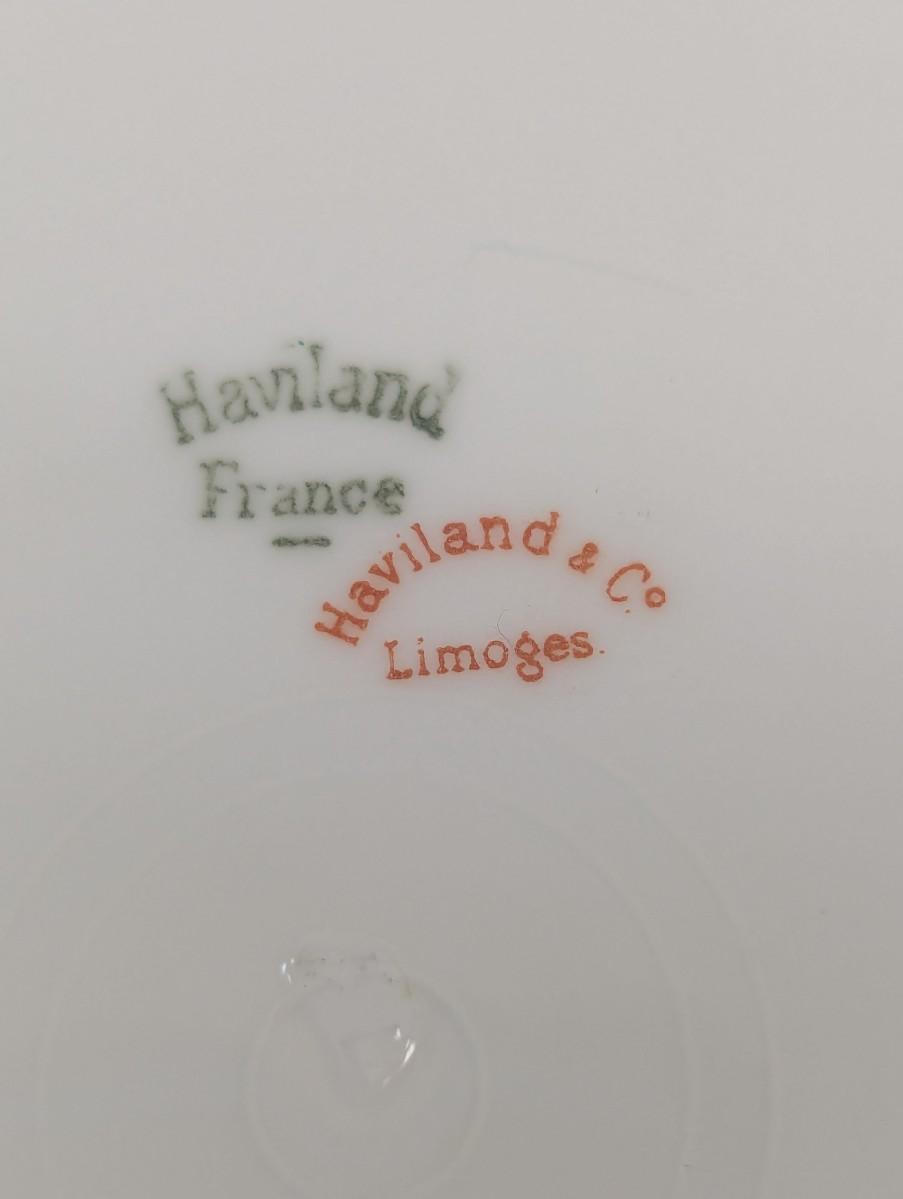 Haviland
France
Haviland & Co
Limoges.